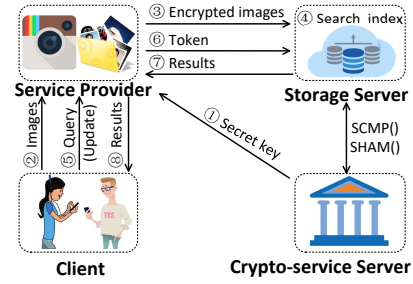 ③ Encrypted images
④ Search index
⑥ Token
⑦ Results
Service Provider
Storage Server
① Secret key
② Images
⑤ Query
(Update)
⑧ Results
SCMP()
SHAM()
YES
Client
Crypto-service Server